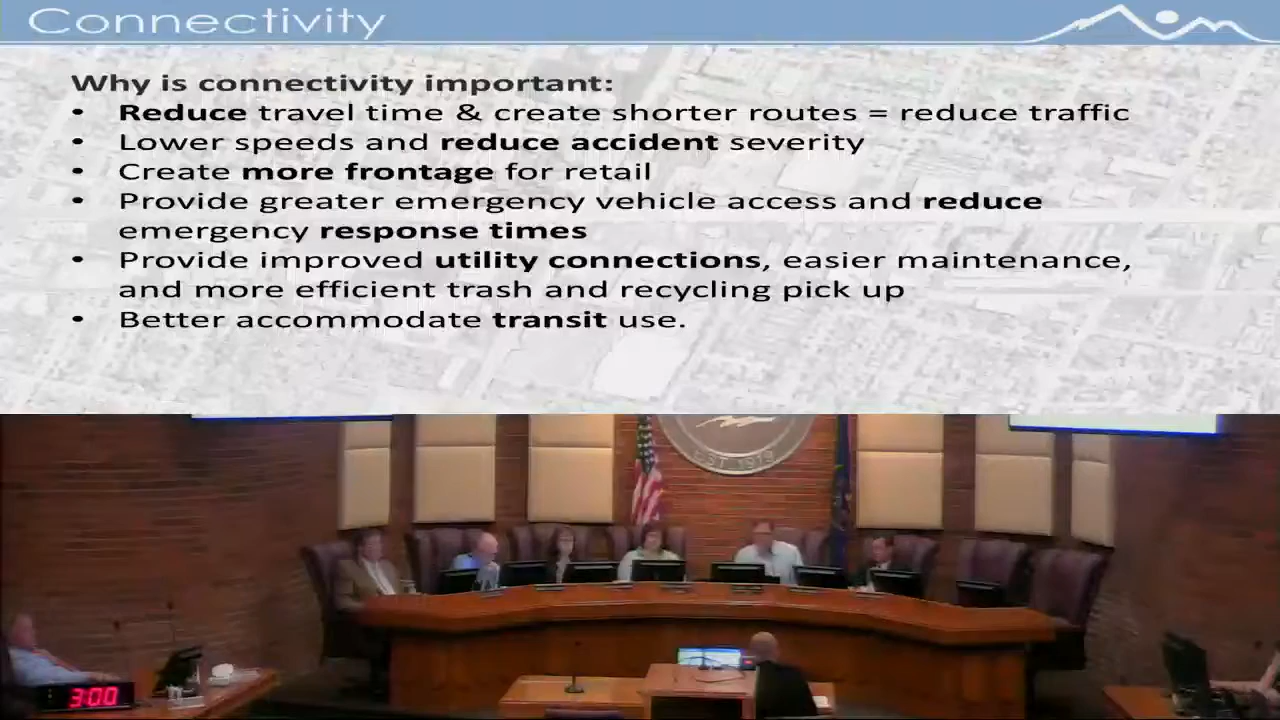 Connectivity
Why is connectivity important:
• Reduce travel time & create shorter routes = reduce traffic
• Lower speeds and reduce accident severity
• Create more frontage for retail
• Provide greater emergency vehicle access and reduce
emergency response times
• Provide improved utility connections, easier maintenance,
and more efficient trash and recycling pick up
• Better accommodate transit use.
EST 1979
3:00